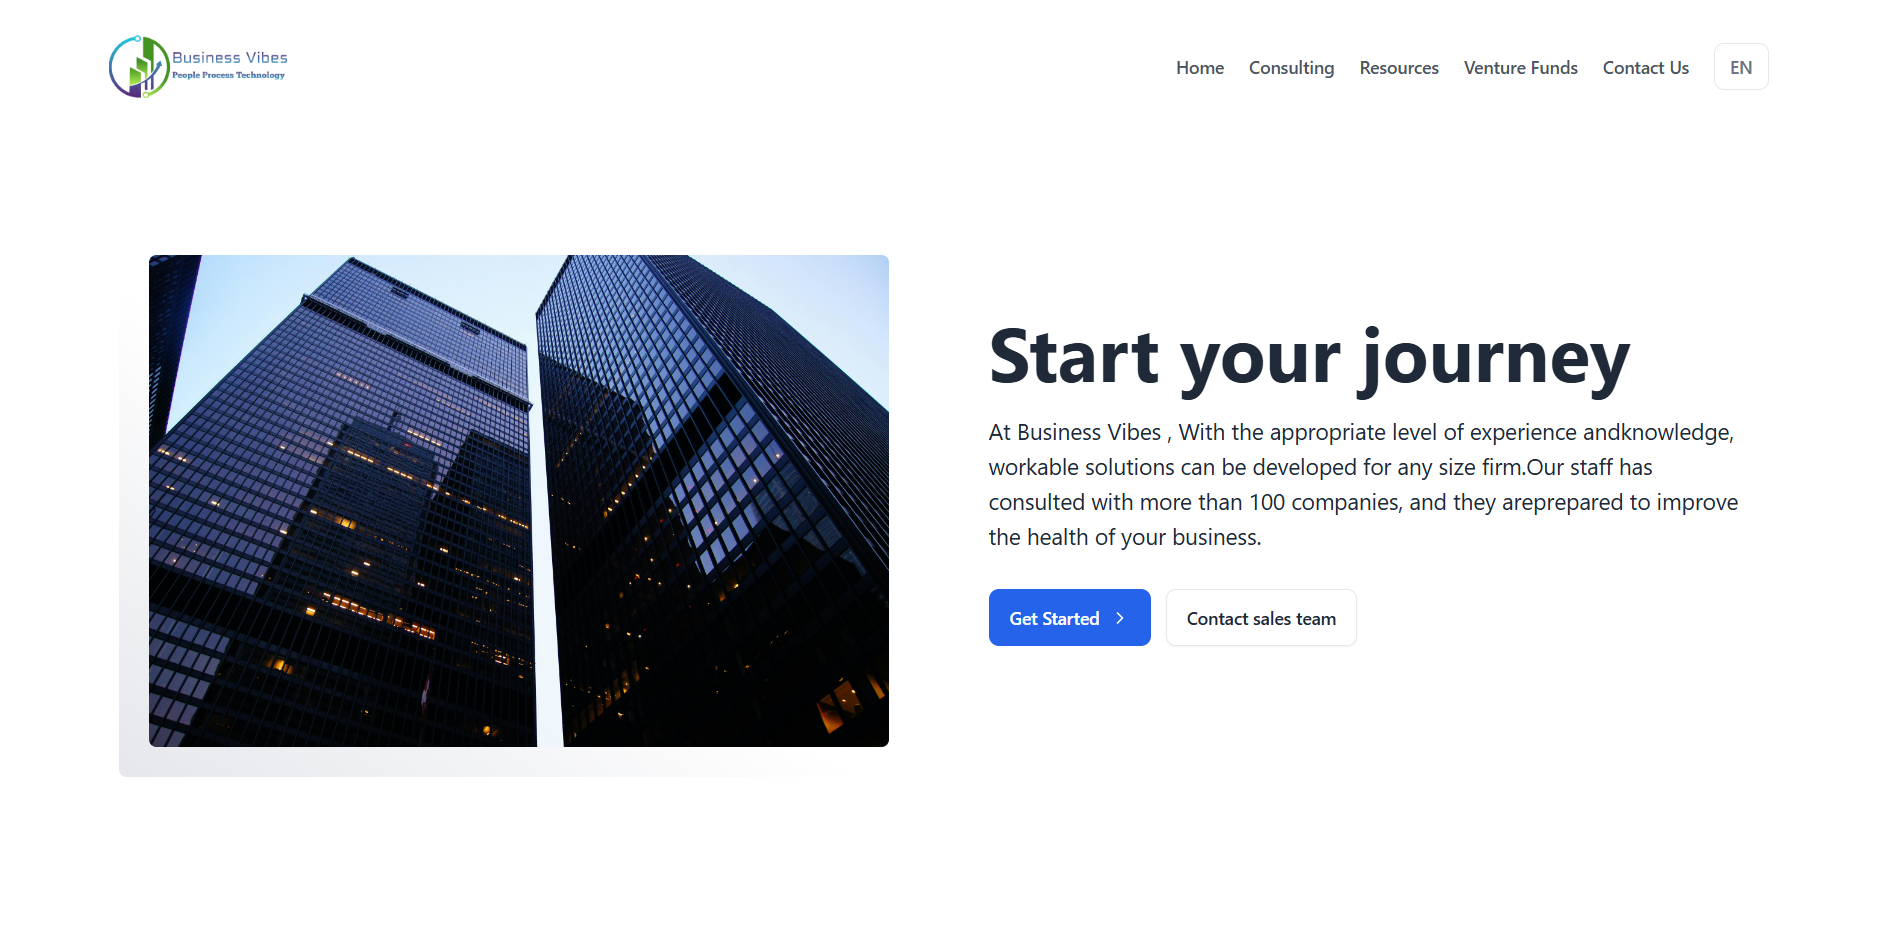 Business Vibes
People Process Technology
Home Consulting Resources Venture Funds Contact Us EN
Start your journey
At Business Vibes , With the appropriate level of experience andknowledge,
workable solutions can be developed for any size firm.Our staff has
consulted with more than 100 companies, and they areprepared to improve
the health of your business.
Get Started Contact sales team